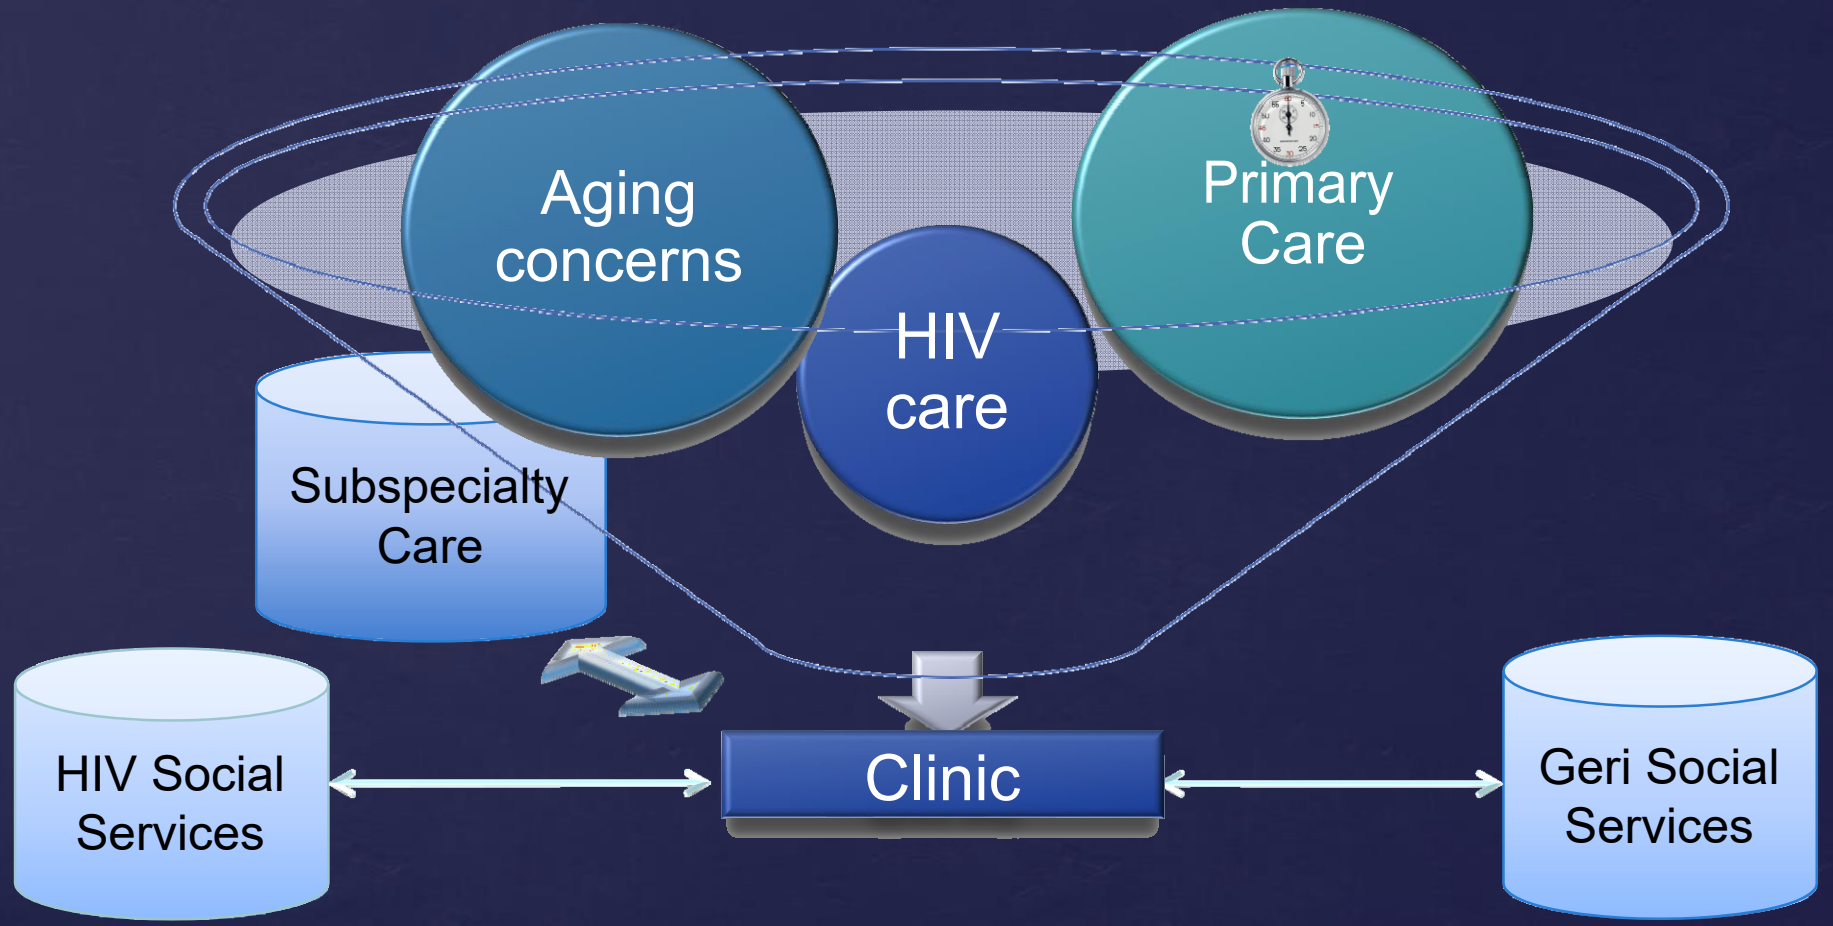 Aging
concerns
Primary
Care
HIV
care
Subspecialty
Care
HIV Social
Services
Clinic
Geri Social
Services